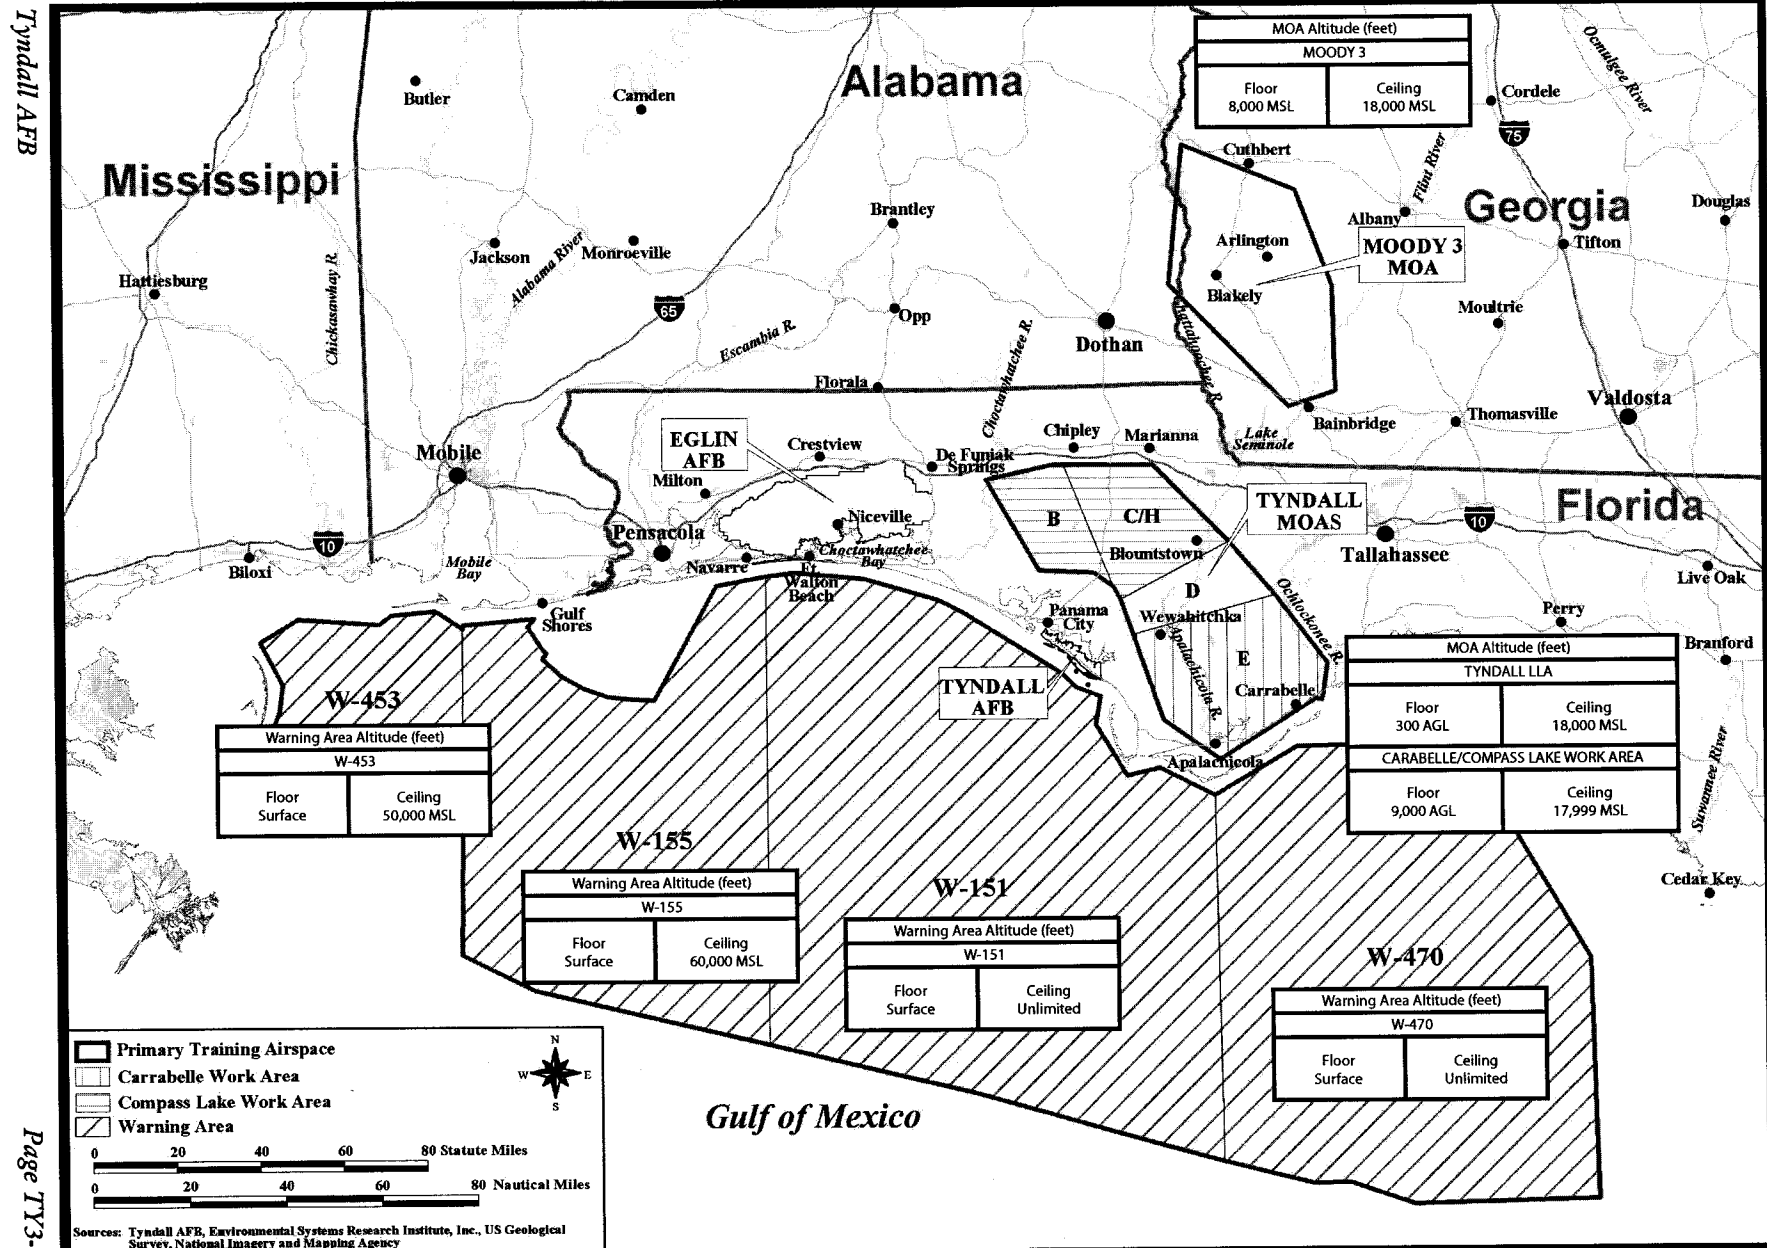 Tyndall AFB
Page TY3-
MOA Altitude (feet)
MOODY 3
Floor
8,000 MSL
Ceiling
18,000 MSL
Alabama
Mississippi
Georgia
Florida
Butler
Camden
Cordele
75
Ocmulgee River
Flint River
Cuthbert
Albany
Douglas
Tifton
Arlington
MOODY 3
MOA
Blakely
Moultrie
Brantley
Jackson
Alabama River
Monroeville
Hattiesburg
Chickasawhay R.
65
Opp
Escambia R.
Dothan
Choctawhatchee R.
Chattahoochee R.
Florala
Valdosta
Bainbridge
Thomasville
Lake
Seminole
EGLIN
AFB
Crestview
Chipley
Marianna
De Funiak
Springs
Mobile
Milton
TYNDALL
MOAS
B
C/H
Niceville
Pensacola
10
10
Tallahassee
Blountstown
Choctawhatchee
Bay
Mobile
Bay
Biloxi
Navarre
Ft.
Walton
Beach
Live Oak
D
Ochlockonee R.
Gulf
Shores
Panama
City
Wewahitchka
Perry
Branford
Apalachicola R.
E
Carrabelle
TYNDALL
AFB
Apalachicola
MOA Altitude (feet)
TYNDALL LLA
Floor
300 AGL
Ceiling
18,000 MSL
CARABELLE/COMPASS LAKE WORK AREA
Floor
9,000 AGL
Ceiling
17,999 MSL
Suwannee River
Cedar Key
W-453
Warning Area Altitude (feet)
W-453
Floor
Surface
Ceiling
50,000 MSL
W-155
Warning Area Altitude (feet)
W-155
Floor
Surface
Ceiling
60,000 MSL
W-151
Warning Area Altitude (feet)
W-151
Floor
Surface
Ceiling
Unlimited
W-470
Warning Area Altitude (feet)
W-470
Floor
Surface
Ceiling
Unlimited
Gulf of Mexico
Primary Training Airspace
Carrabelle Work Area
Compass Lake Work Area
Warning Area
N
W E
S
0 20 40 60 80 Statute Miles
0 20 40 60 80 Nautical Miles
Sources: Tyndall AFB, Environmental Systems Research Institute, Inc., US Geological
Survey, National Imagery and Mapping Agency